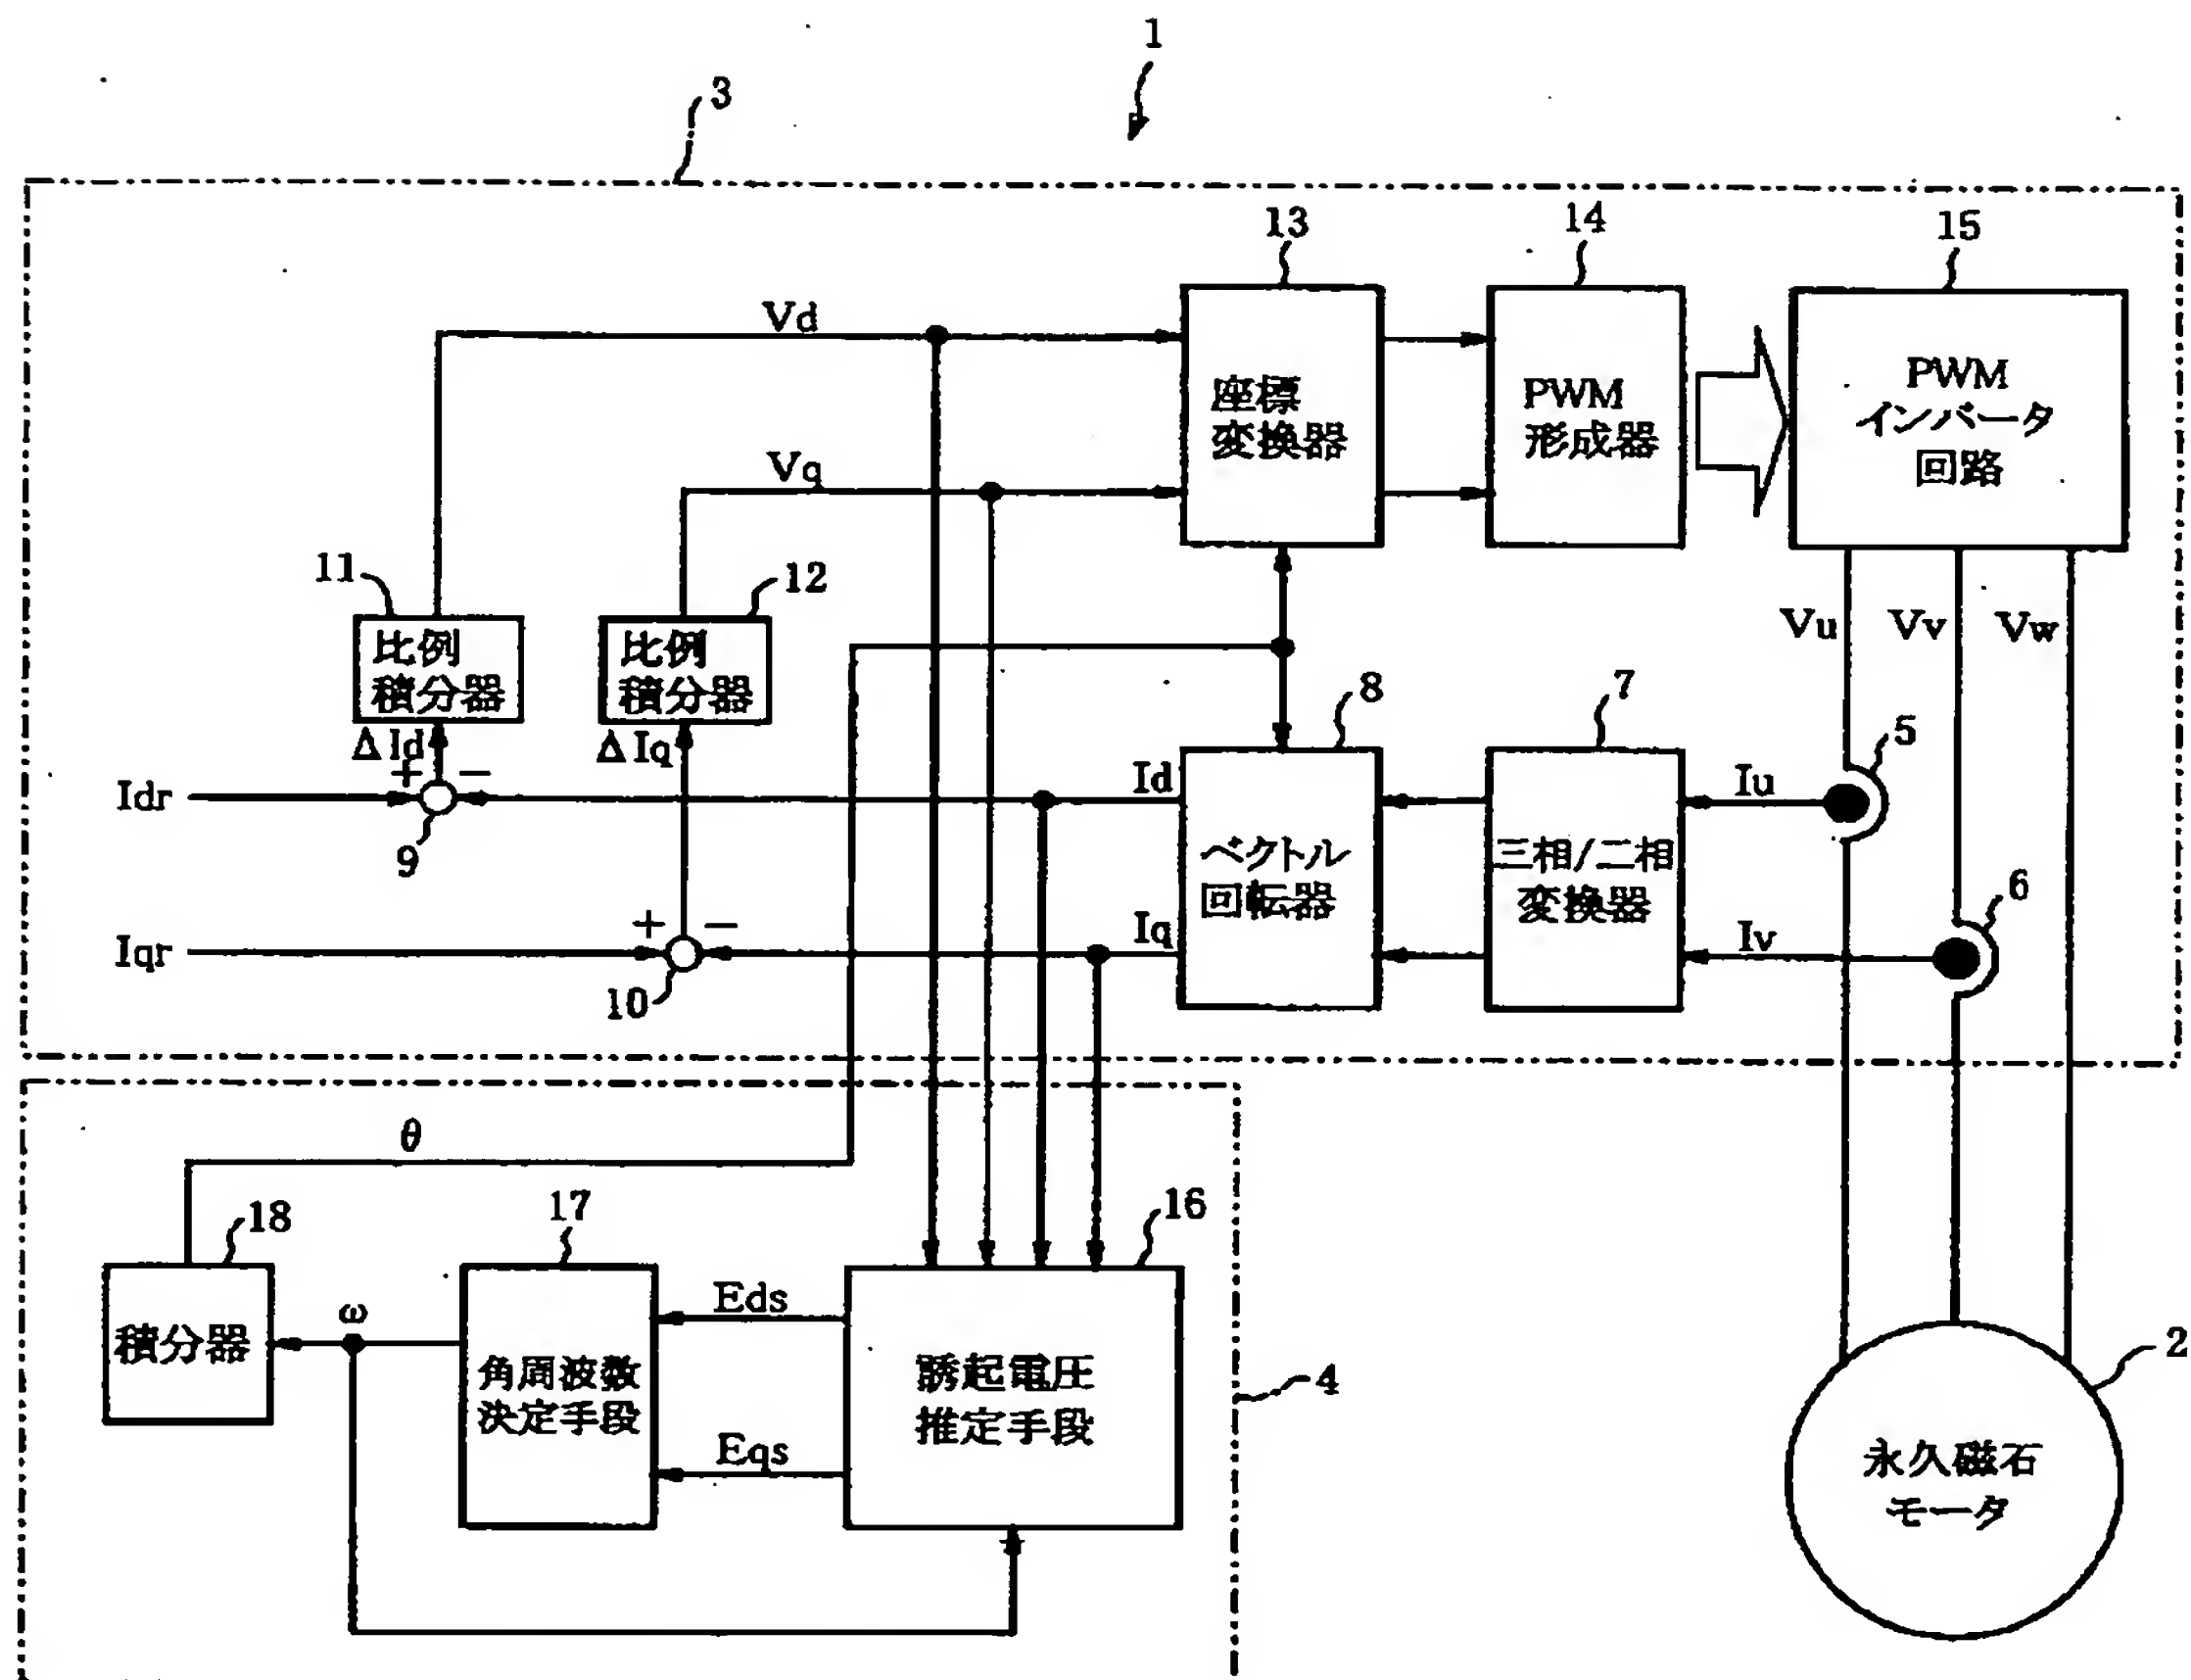 1
3
13
14
15
Vd
座標
変換器
PWM
形成器
PWM
インバータ
回路
Vq
11
12
比例
積分器
比例
積分器
Vu
Vv
Vw
8
7
5
ΔId
ΔIq
+
−
Idr
9
Id
Iu
ベクトル
回転器
三相/二相
変換器
6
+
−
Iqr
10
Iq
Iv
θ
18
17
16
積分器
ω
角周波数
決定手段
Eds
Eqs
誘起電圧
推定手段
4
2
永久磁石
モータ